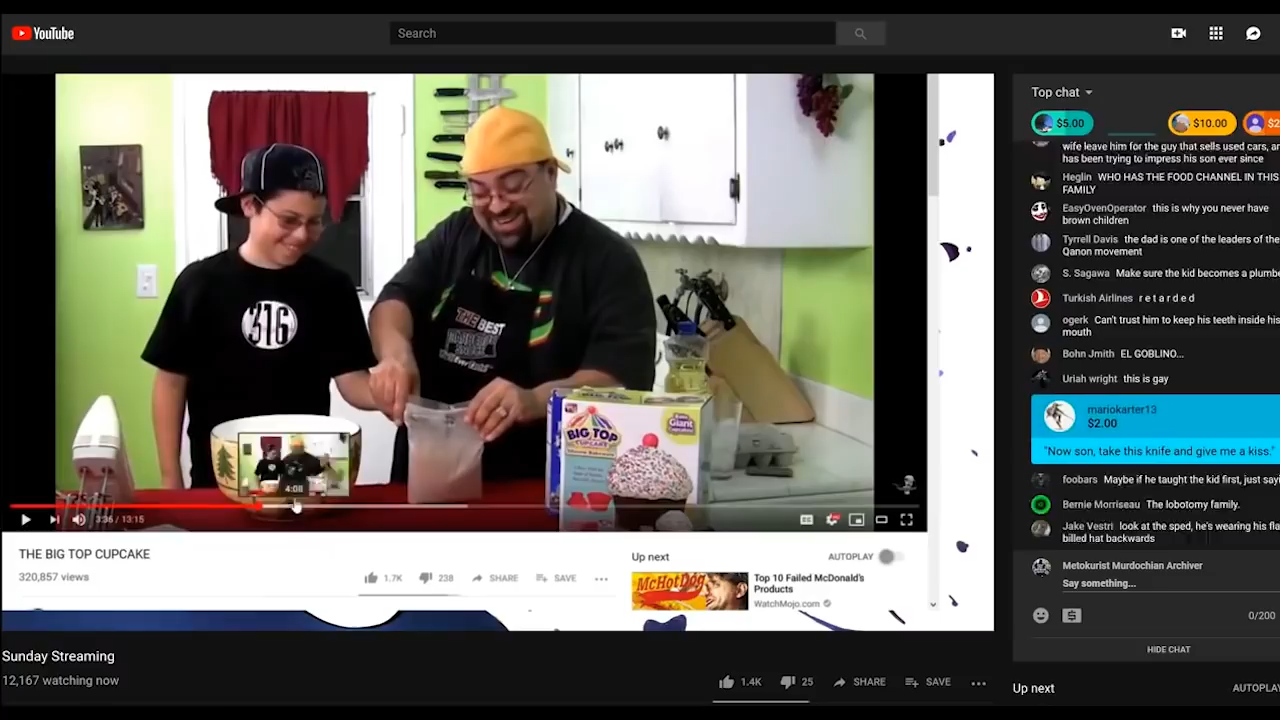 YouTube
Search
316
THE BEST
BIG TOP
CUPCAKE
Giant
4:08
3:36 / 13:15
THE BIG TOP CUPCAKE
320,857 views
1.7K
238
SHARE
SAVE
Up next
AUTOPLAY
McHotDog
Top 10 Failed McDonald's
Products
WatchMojo.com
Sunday Streaming
12,167 watching now
1.4K
25
SHARE
SAVE
Top chat
$5.00
$10.00
wife leave him for the guy that sells used cars, an
has been trying to impress his son ever since
Heglin WHO HAS THE FOOD CHANNEL IN THIS
FAMILY
EasyOvenOperator this is why you never have
brown children
Tyrrell Davis the dad is one of the leaders of the
Qanon movement
S. Sagawa Make sure the kid becomes a plumbe
Turkish Airlines r e t a r d e d
ogerk Can't trust him to keep his teeth inside his
mouth
Bohn Jmith EL GOBLINO...
Uriah wright this is gay
mariokarter13
$2.00
"Now son, take this knife and give me a kiss."
foobars Maybe if he taught the kid first, just sayi
Bernie Morriseau The lobotomy family.
Jake Vestri look at the sped, he's wearing his fla
billed hat backwards
Metokurist Murdochian Archiver
Say something...
0/200
HIDE CHAT
Up next
AUTOPLAY